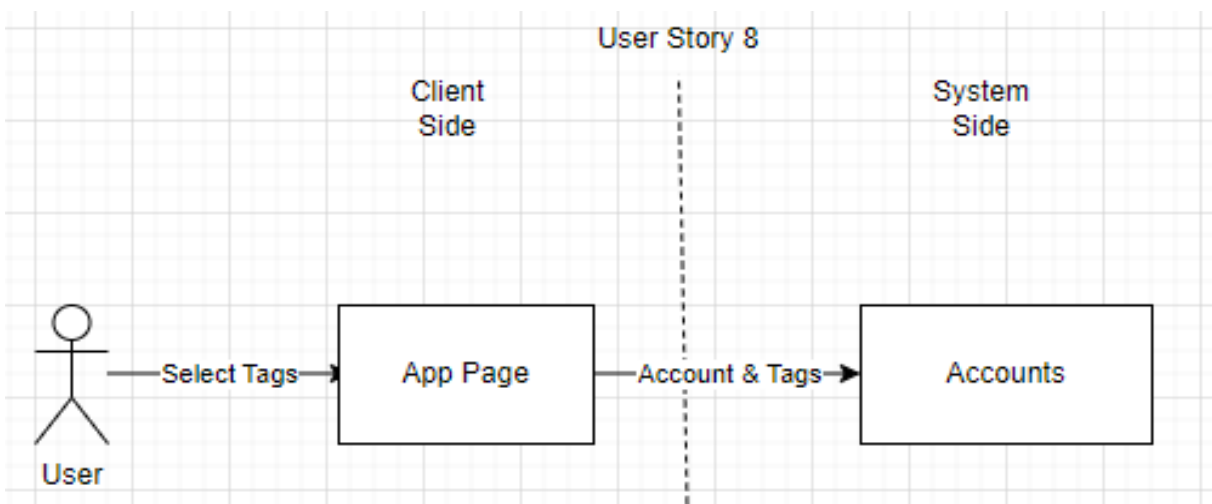 User Story 8
Client
Side
System
Side
Select Tags
App Page
Account & Tags
Accounts
User